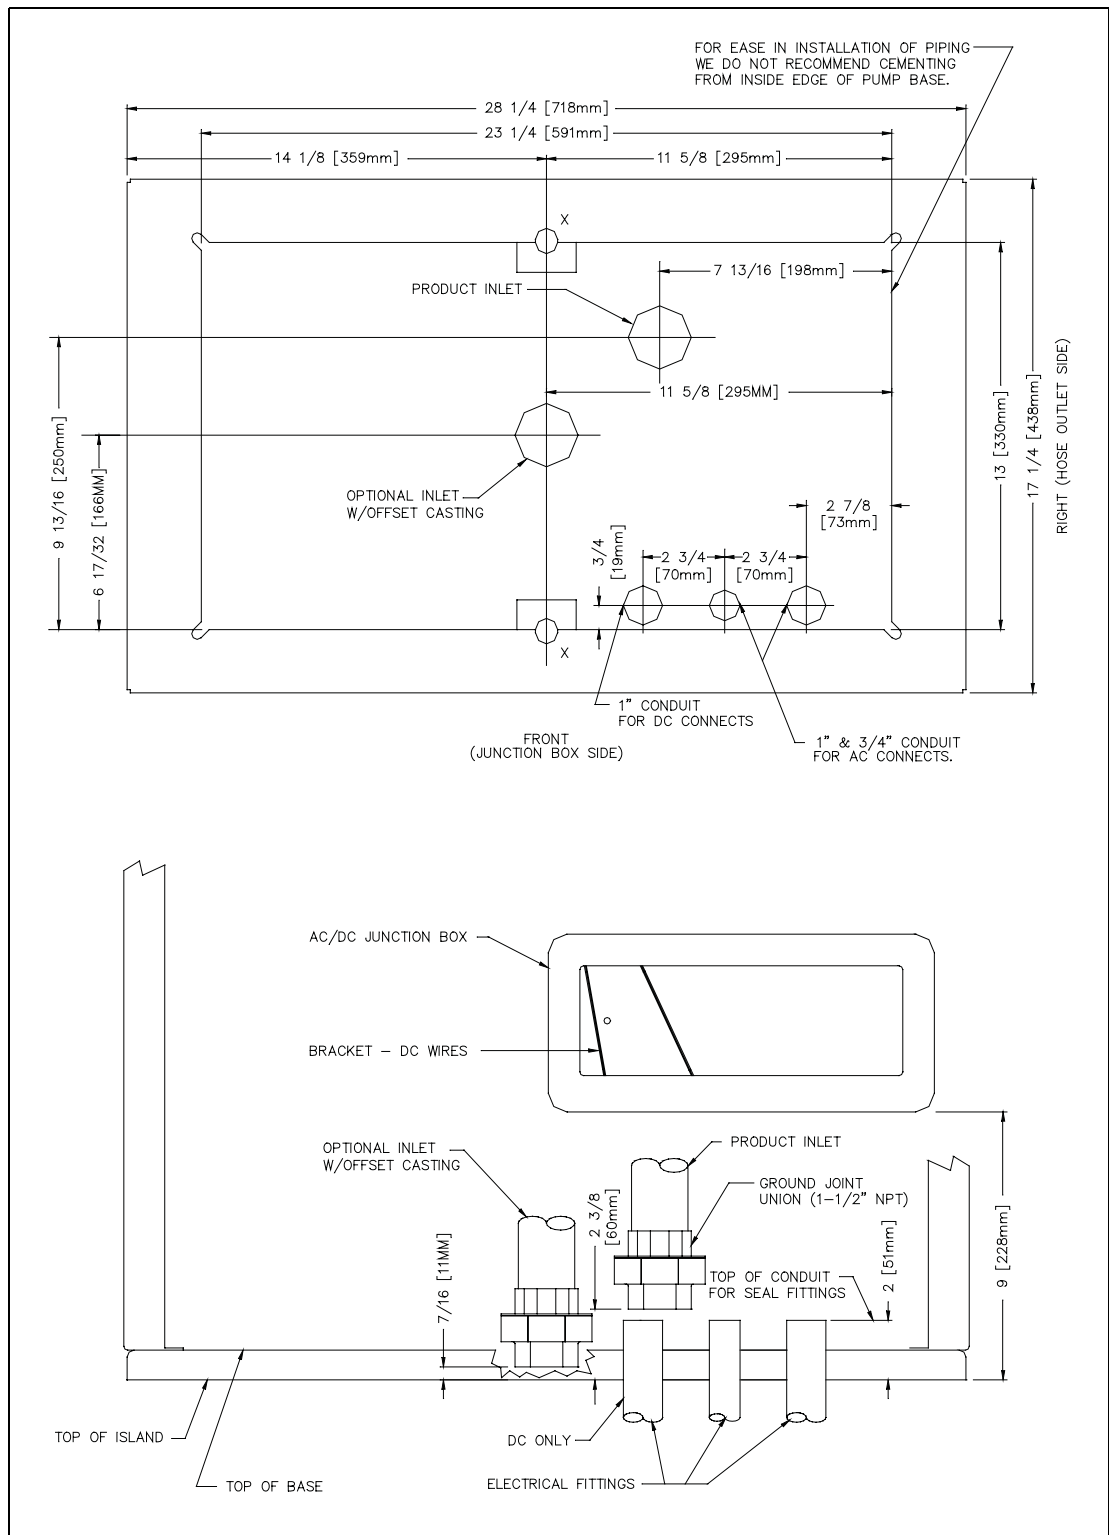 FOR EASE IN INSTALLATION OF PIPING
WE DO NOT RECOMMEND CEMENTING
FROM INSIDE EDGE OF PUMP BASE.
28 1/4 [718mm]
23 1/4 [591mm]
14 1/8 [359mm]
11 5/8 [295mm]
X
7 13/16 [198mm]
PRODUCT INLET
11 5/8 [295MM]
9 13/16 [250mm]
6 17/32 [166MM]
OPTIONAL INLET
W/OFFSET CASTING
13 [330mm]
17 1/4 [438mm]
RIGHT (HOSE OUTLET SIDE)
2 7/8
[73mm]
3/4
[19mm]
2 3/4
[70mm]
2 3/4
[70mm]
X
1" CONDUIT
FOR DC CONNECTS
FRONT
(JUNCTION BOX SIDE)
1" & 3/4" CONDUIT
FOR AC CONNECTS.
AC/DC JUNCTION BOX
BRACKET – DC WIRES
OPTIONAL INLET
W/OFFSET CASTING
PRODUCT INLET
GROUND JOINT
UNION (1–1/2" NPT)
2 3/8
[60mm]
7/16 [11MM]
TOP OF CONDUIT
FOR SEAL FITTINGS
2 [51mm]
9 [228mm]
TOP OF ISLAND
DC ONLY
TOP OF BASE
ELECTRICAL FITTINGS